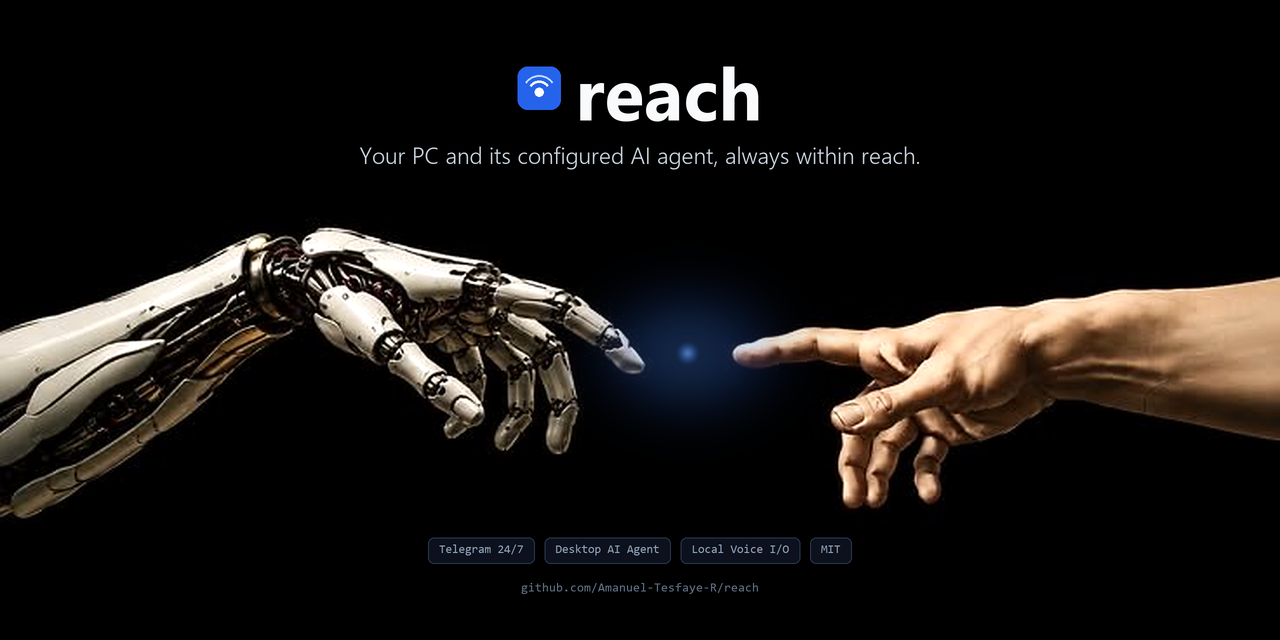 reach
Your PC and its configured AI agent, always within reach.
Telegram 24/7 Desktop AI Agent Local Voice I/O MIT
github.com/Amanuel-Tesfaye-R/reach